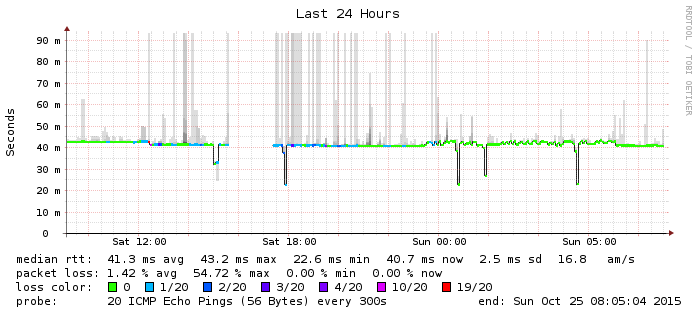 Last 24 Hours
RRDTOOL / TOBI OETIKER
Seconds
90 m
80 m
70 m
60 m
50 m
40 m
30 m
20 m
10 m
0
Sat 12:00 Sat 18:00 Sun 00:00 Sun 05:00
median rtt: 41.3 ms avg 43.2 ms max 22.6 ms min 40.7 ms now 2.5 ms sd 16.8 am/s
packet loss: 1.42 % avg 54.72 % max 0.00 % min 0.00 % now
loss color: 0 1/20 2/20 3/20 4/20 10/20 19/20
probe: 20 ICMP Echo Pings (56 Bytes) every 300s end: Sun Oct 25 08:05:04 2015